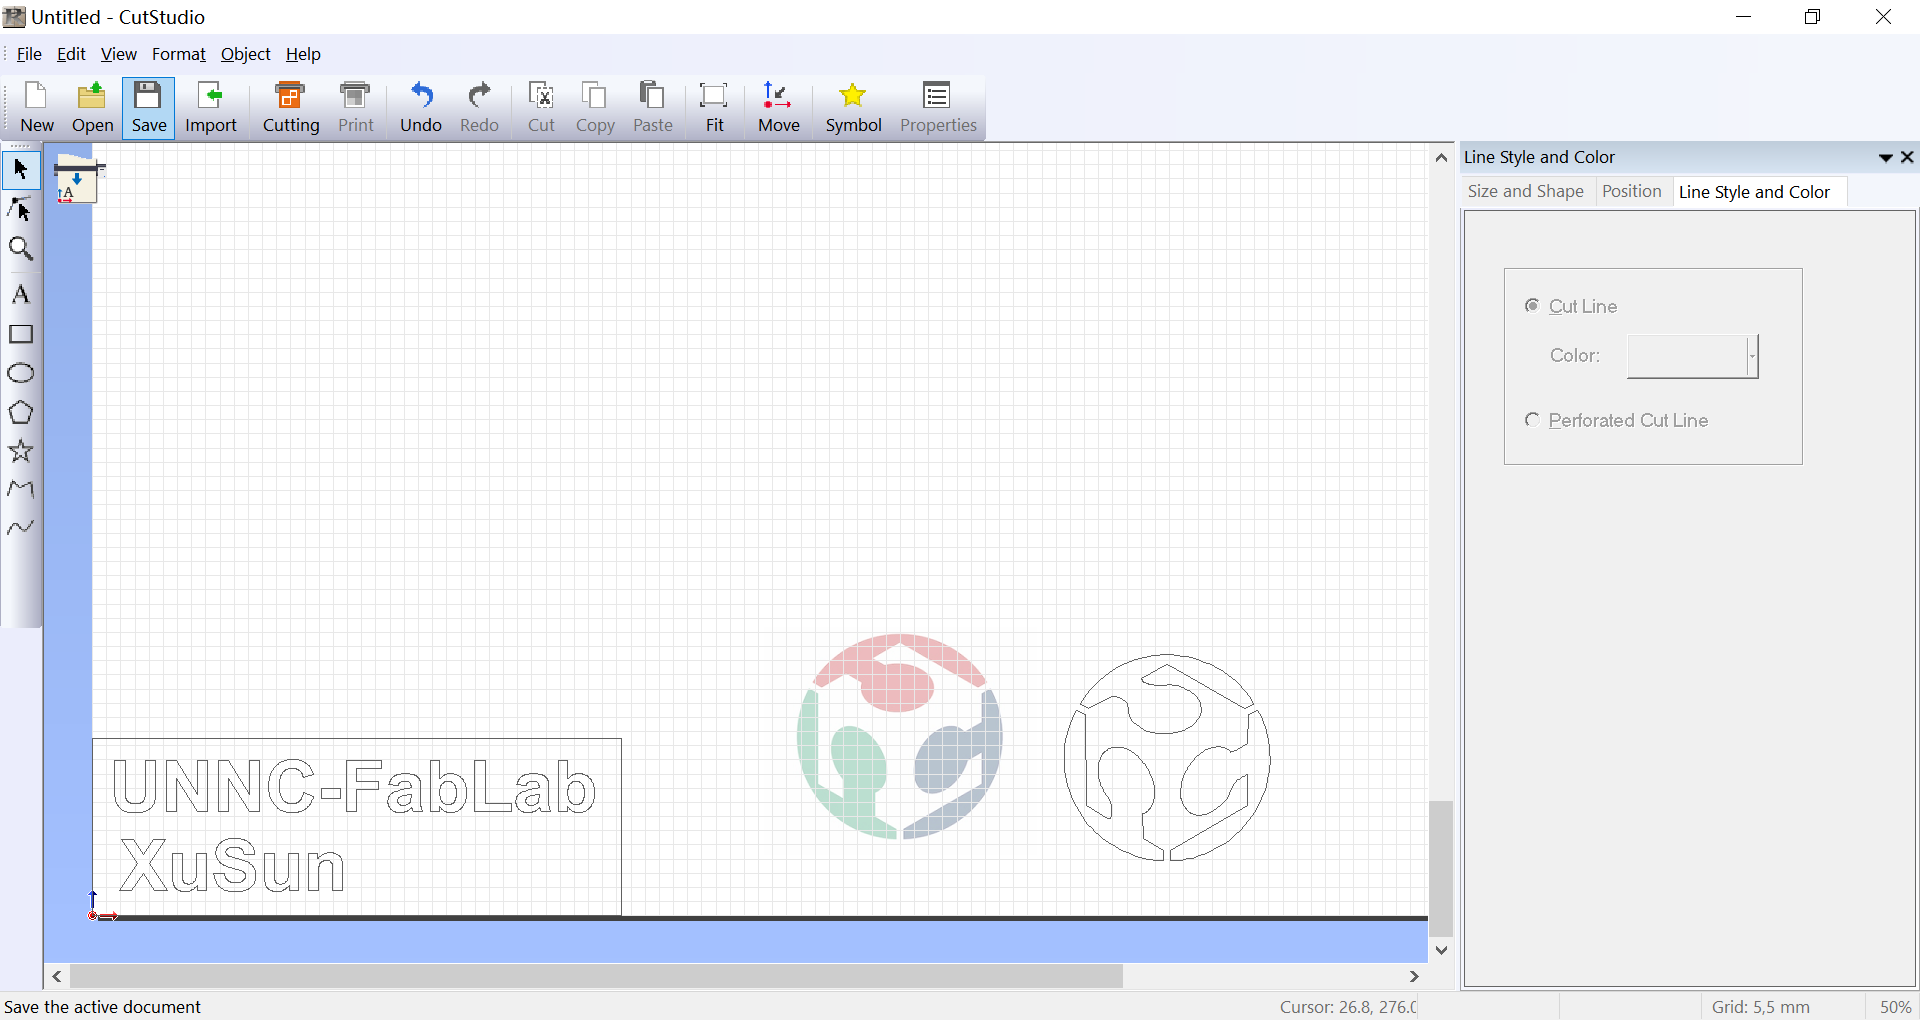 Untitled - CutStudio
File Edit View Format Object Help
New Open Save Import Cutting Print Undo Redo Cut Copy Paste Fit Move Symbol Properties
A
Line Style and Color
Size and Shape Position Line Style and Color
Cut Line
Color:
Perforated Cut Line
A
UNNC-FabLab
XuSun
Save the active document
Cursor: 26.8, 276.
Grid: 5,5 mm
50%